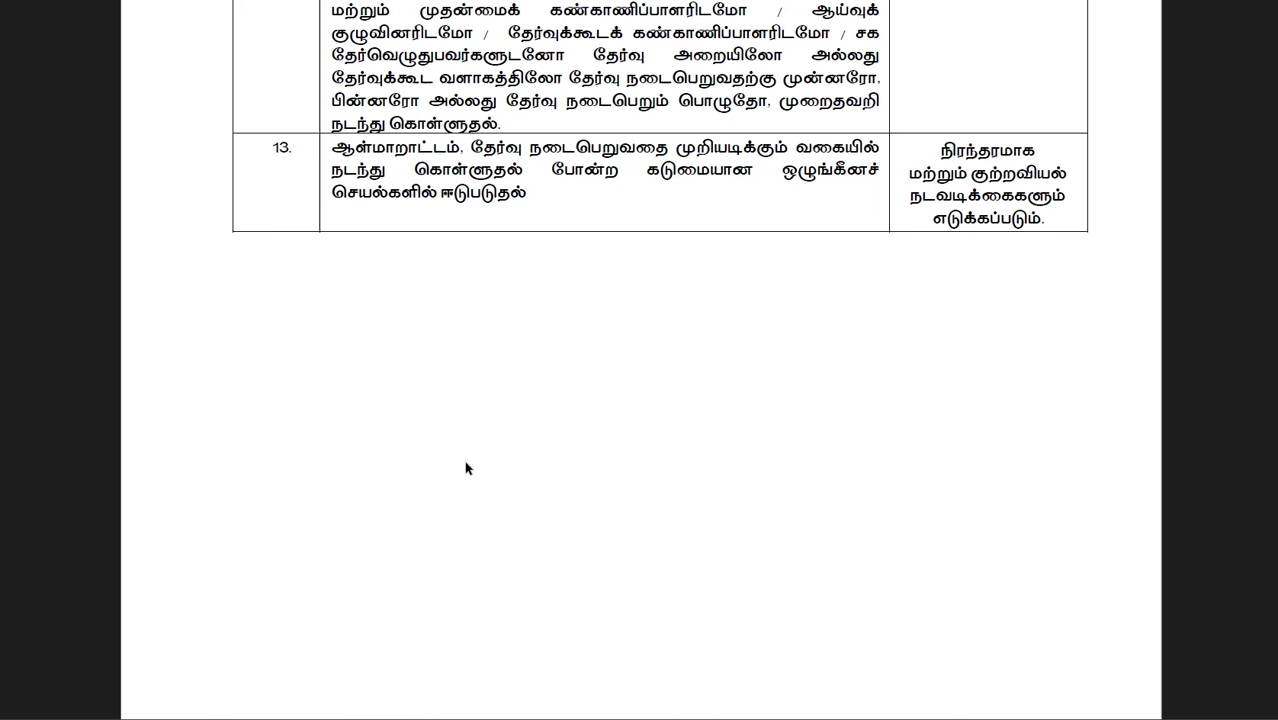 மற்றும் முதன்மைக் கண்காணிப்பாளரிடமோ / ஆய்வுக்
குழுவினரிடமோ / தேர்வுக்கூடக் கண்காணிப்பாளரிடமோ / சக
தேர்வெழுதுபவர்களுடனோ தேர்வு அறையிலோ அல்லது
தேர்வுக்கூட வளாகத்திலோ தேர்வு நடைபெறுவதற்கு முன்னரோ,
பின்னரோ அல்லது தேர்வு நடைபெறும் பொழுதோ, முறைதவறி
நடந்து கொள்ளுதல்.
13.
ஆள்மாறாட்டம், தேர்வு நடைபெறுவதை முறியடிக்கும் வகையில்
நடந்து கொள்ளுதல் போன்ற கடுமையான ஒழுங்கீனச்
செயல்களில் ஈடுபடுதல்
நிரந்தரமாக
மற்றும் குற்றவியல்
நடவடிக்கைகளும்
எடுக்கப்படும்.